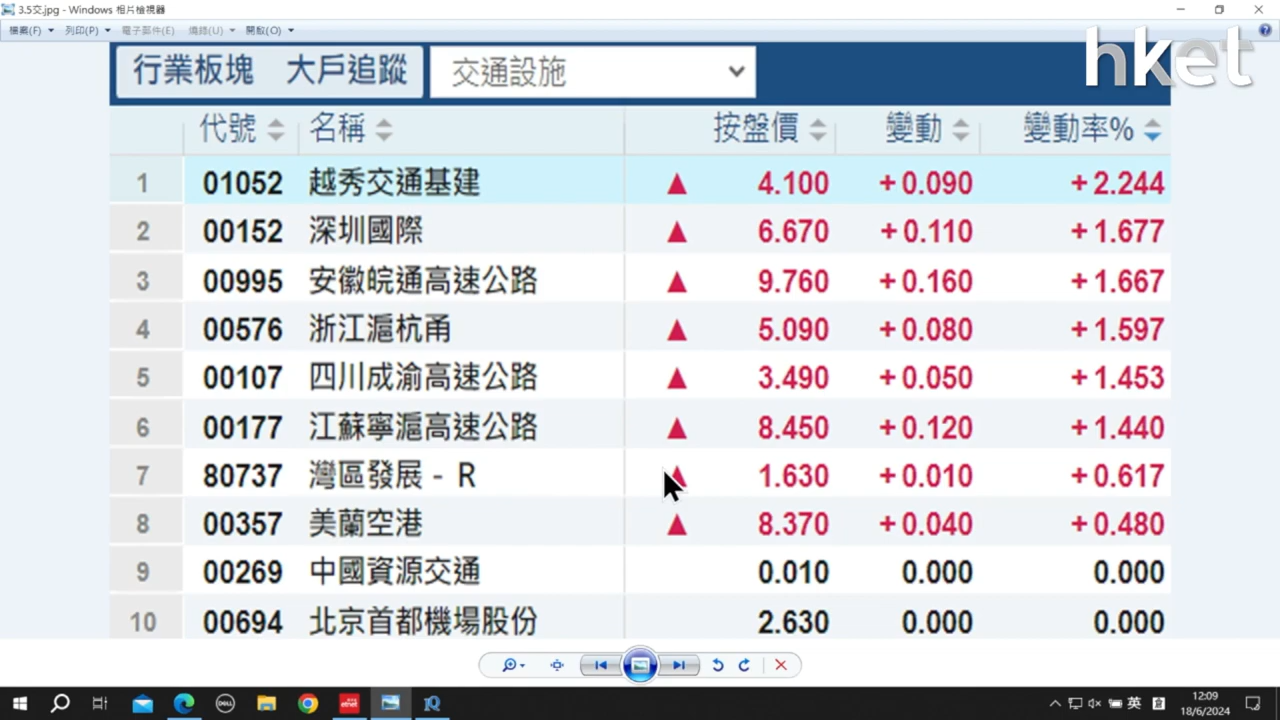 3.5交.jpg - Windows 相片檢視器
檔案(F) 列印(P) 電子郵件(E) 燒錄(U) 開啟(O)
hket
行業板塊 大戶追蹤 交通設施
代號 名稱 按盤價 變動 變動率%
1 01052 越秀交通基建 ▲ 4.100 +0.090 +2.244
2 00152 深圳國際 ▲ 6.670 +0.110 +1.677
3 00995 安徽皖通高速公路 ▲ 9.760 +0.160 +1.667
4 00576 浙江滬杭甬 ▲ 5.090 +0.080 +1.597
5 00107 四川成渝高速公路 ▲ 3.490 +0.050 +1.453
6 00177 江蘇寧滬高速公路 ▲ 8.450 +0.120 +1.440
7 80737 灣區發展－R ▲ 1.630 +0.010 +0.617
8 00357 美蘭空港 ▲ 8.370 +0.040 +0.480
9 00269 中國資源交通 0.010 0.000 0.000
10 00694 北京首都機場股份 2.630 0.000 0.000
DELL etnet IQ 英 12:09
18/6/2024